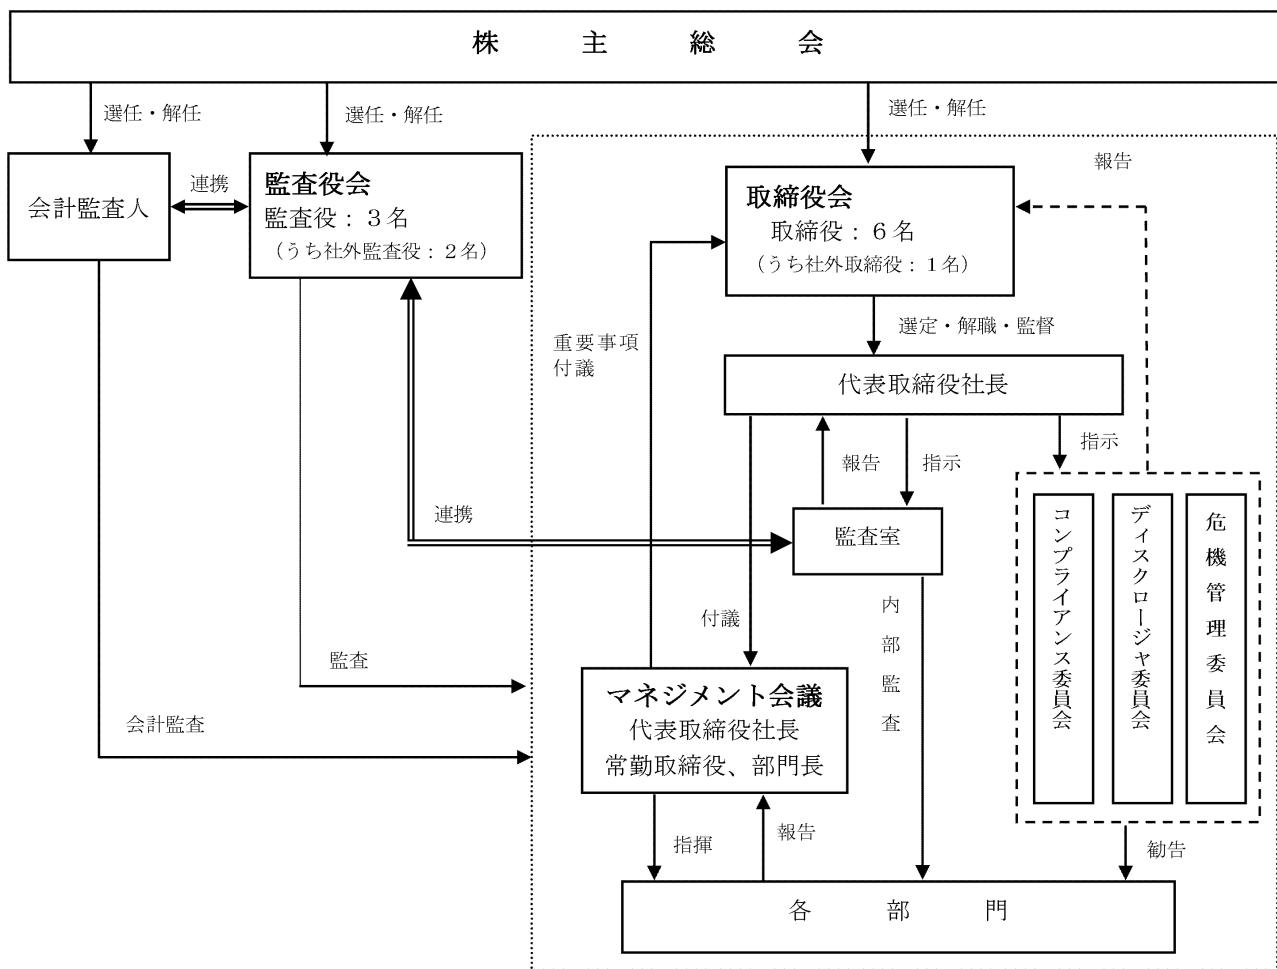 株主総会
選任・解任
選任・解任
選任・解任
会計監査人
連携
監査役会
監査役：３名
（うち社外監査役：２名）
取締役会
取締役：６名
（うち社外取締役：１名）
報告
重要事項
付議
選定・解職・監督
代表取締役社長
報告
指示
指示
連携
監査室
コンプライアンス委員会
ディスクロージャ委員会
危機管理委員会
付議
内部監査
監査
会計監査
マネジメント会議
代表取締役社長
常勤取締役、部門長
指揮
報告
勧告
各部門